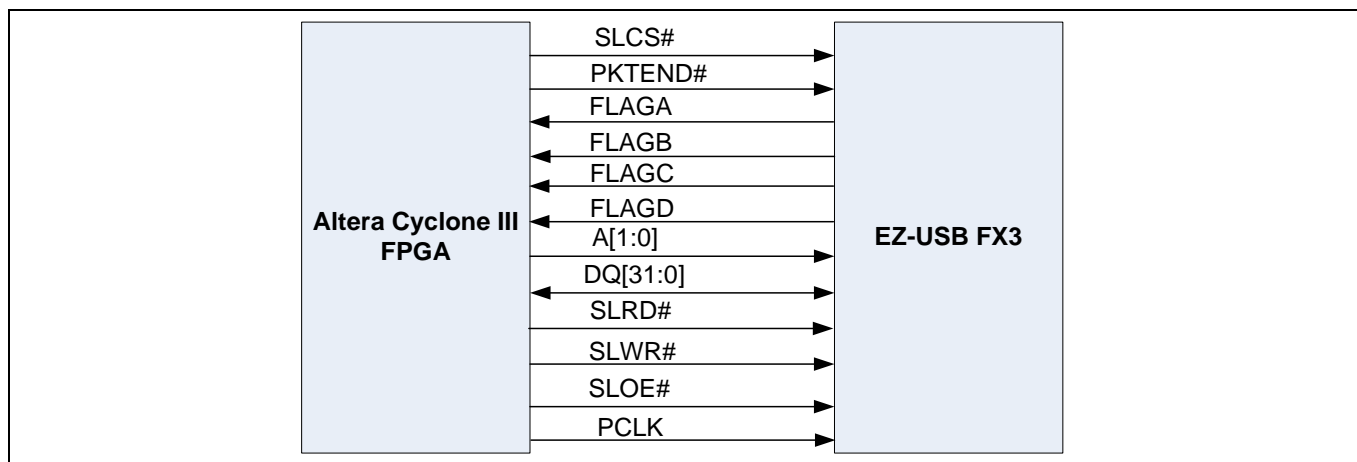 SLCS#
PKTEND#
FLAGA
FLAGB
FLAGC
FLAGD
Altera Cyclone III
FPGA
A[1:0]
EZ-USB FX3
DQ[31:0]
SLRD#
SLWR#
SLOE#
PCLK